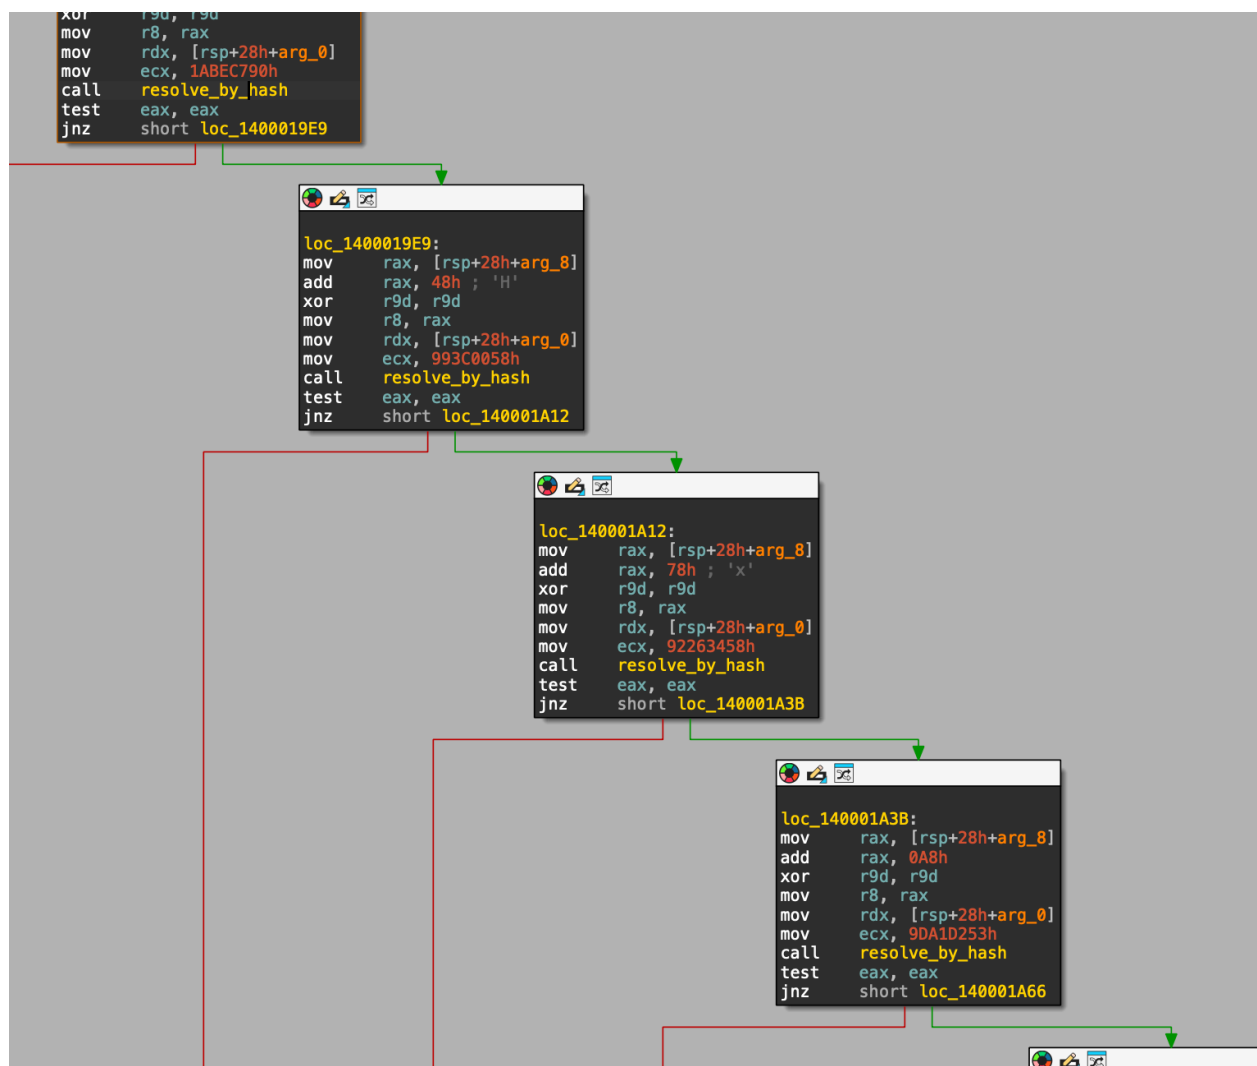 xor r9d, r9d
mov r8, rax
mov rdx, [rsp+28h+arg_0]
mov ecx, 1ABEC790h
call resolve_by_hash
test eax, eax
jnz short loc_1400019E9
loc_1400019E9:
mov rax, [rsp+28h+arg_8]
add rax, 48h ; 'H'
xor r9d, r9d
mov r8, rax
mov rdx, [rsp+28h+arg_0]
mov ecx, 993C0058h
call resolve_by_hash
test eax, eax
jnz short loc_140001A12
loc_140001A12:
mov rax, [rsp+28h+arg_8]
add rax, 78h ; 'x'
xor r9d, r9d
mov r8, rax
mov rdx, [rsp+28h+arg_0]
mov ecx, 92263458h
call resolve_by_hash
test eax, eax
jnz short loc_140001A3B
loc_140001A3B:
mov rax, [rsp+28h+arg_8]
add rax, 0A8h
xor r9d, r9d
mov r8, rax
mov rdx, [rsp+28h+arg_0]
mov ecx, 9DA1D253h
call resolve_by_hash
test eax, eax
jnz short loc_140001A66